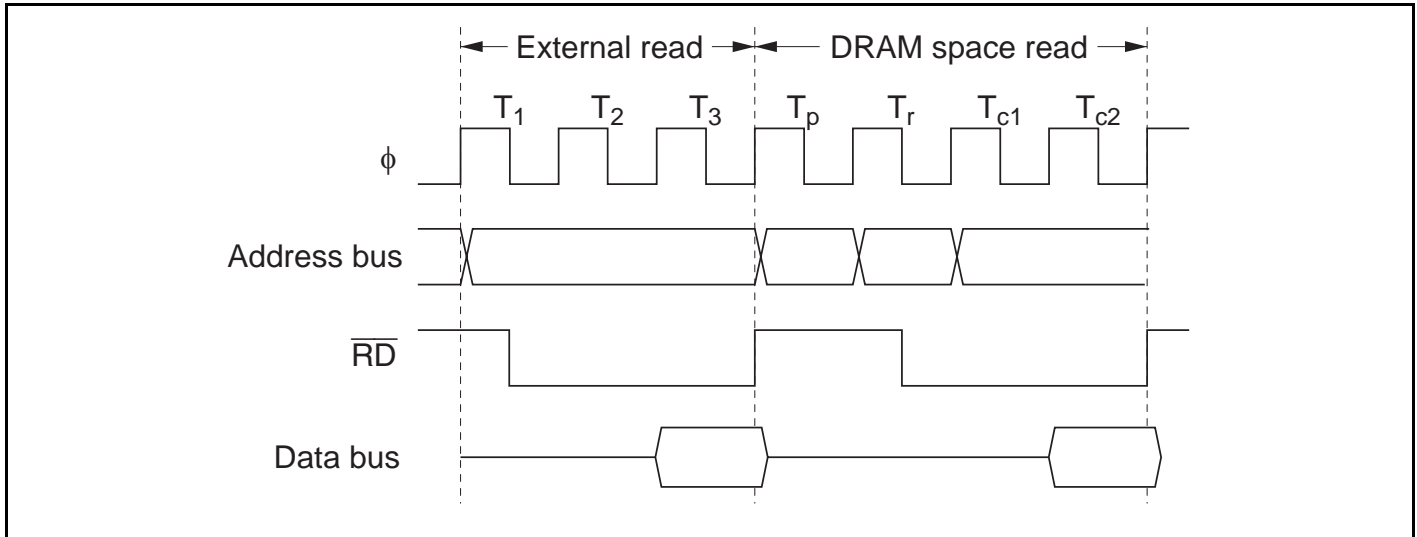 External read DRAM space read
T1 T2 T3 Tp Tr Tc1 Tc2
ϕ
Address bus
RD
Data bus